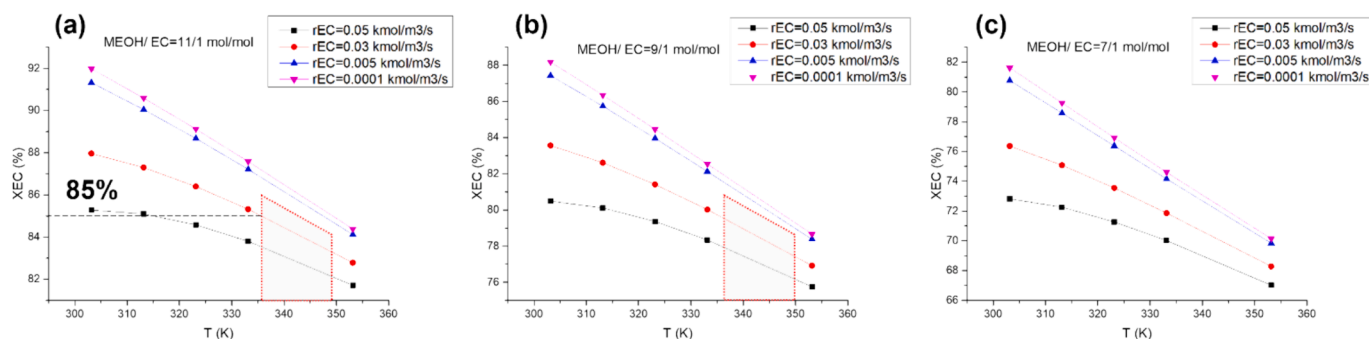 (a)
MEOH/ EC=11/1 mol/mol
rEC=0.05 kmol/m3/s
rEC=0.03 kmol/m3/s
rEC=0.005 kmol/m3/s
rEC=0.0001 kmol/m3/s
92
90
88
86
84
82
XEC (%)
85%
300
310
320
330
340
350
360
T (K)
(b)
MEOH/ EC=9/1 mol/mol
rEC=0.05 kmol/m3/s
rEC=0.03 kmol/m3/s
rEC=0.005 kmol/m3/s
rEC=0.0001 kmol/m3/s
88
86
84
82
80
78
76
XEC (%)
300
310
320
330
340
350
360
T (K)
(c)
MEOH/ EC=7/1 mol/mol
rEC=0.05 kmol/m3/s
rEC=0.03 kmol/m3/s
rEC=0.005 kmol/m3/s
rEC=0.0001 kmol/m3/s
82
80
78
76
74
72
70
68
66
XEC (%)
300
310
320
330
340
350
360
T (K)